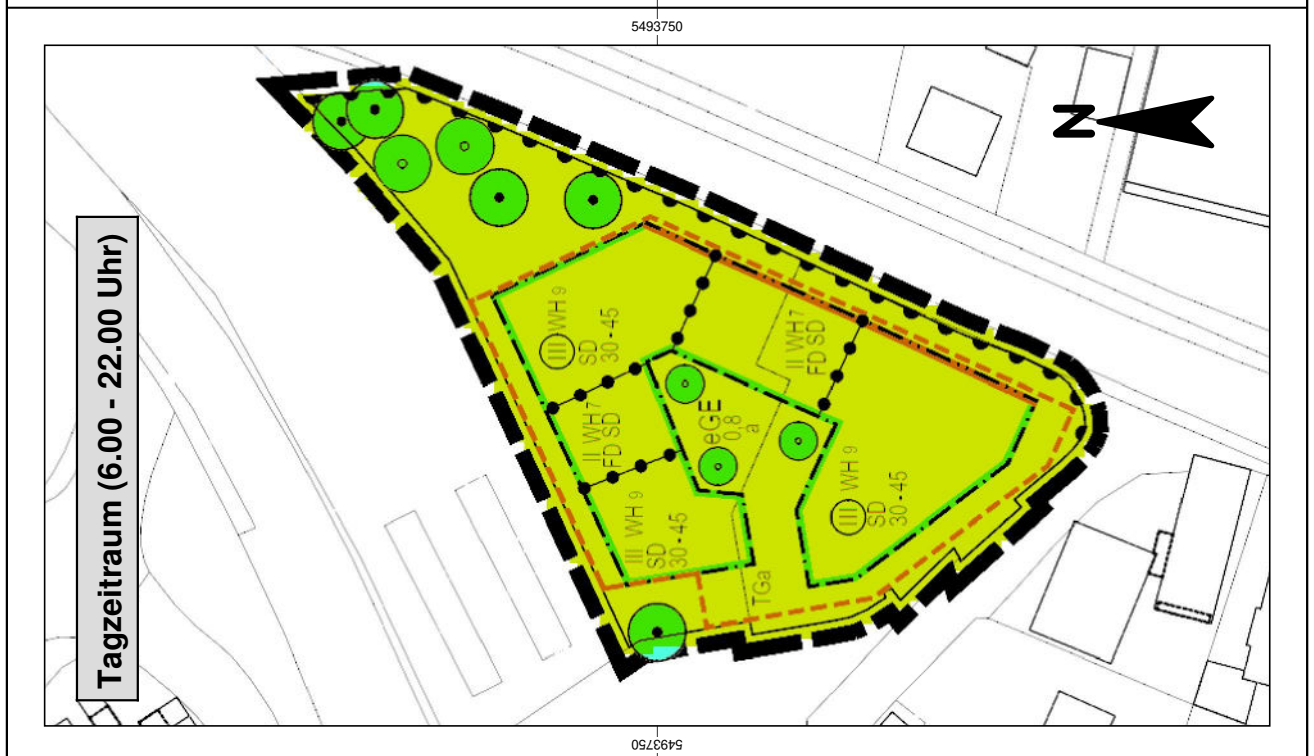 5493750
Tagzeitraum (6.00 - 22.00 Uhr)
N
III WH 9
SD
30 - 45
II WH 7
FD SD
II WH7
FD SD
eGE
0,8
a
III WH 9
SD
30 - 45
III WH 9
SD
30 - 45
TGa
5493750